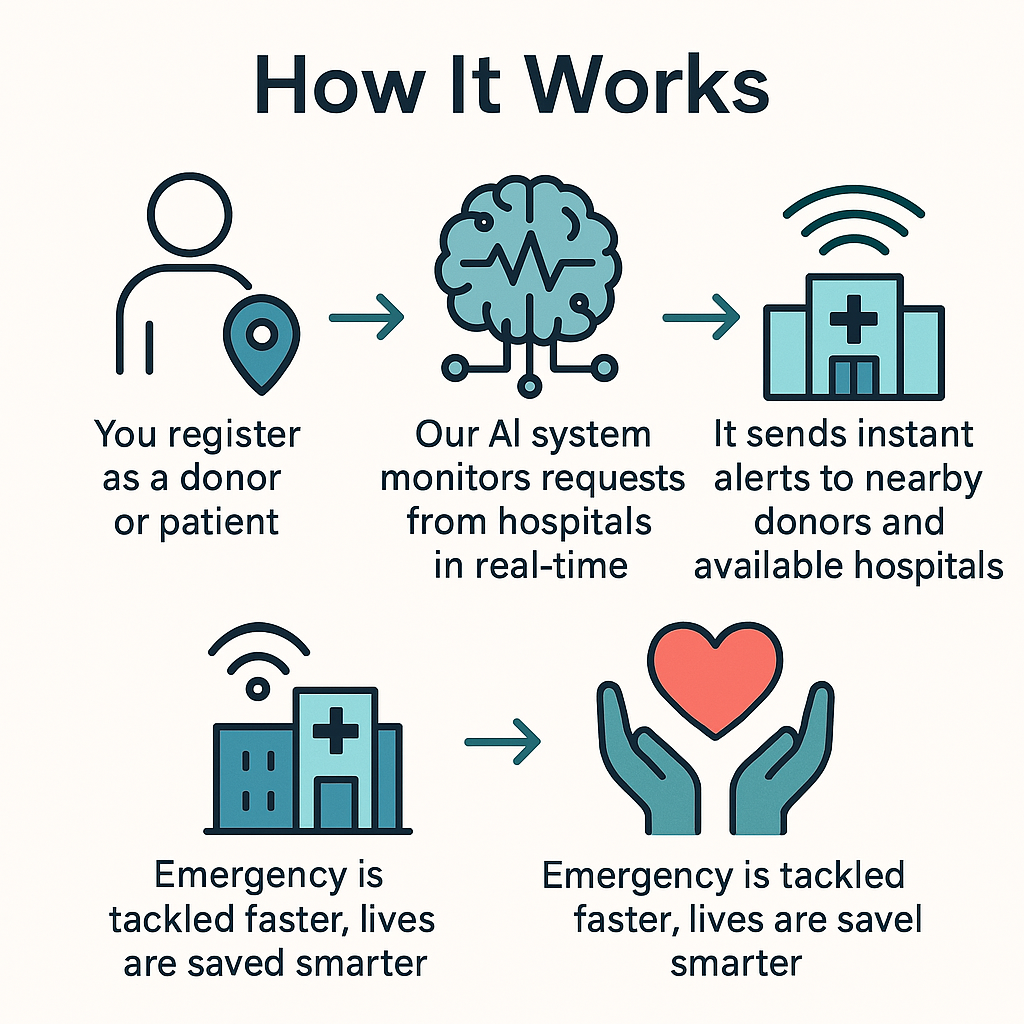 How It Works
You register
as a donor
or patient
Our AI system
monitors requests
from hospitals
in real-time
It sends instant
alerts to nearby
donors and
available hospitals
Emergency is
tackled faster, lives
are saved smarter
Emergency is tackled
faster, lives are savel
smarter